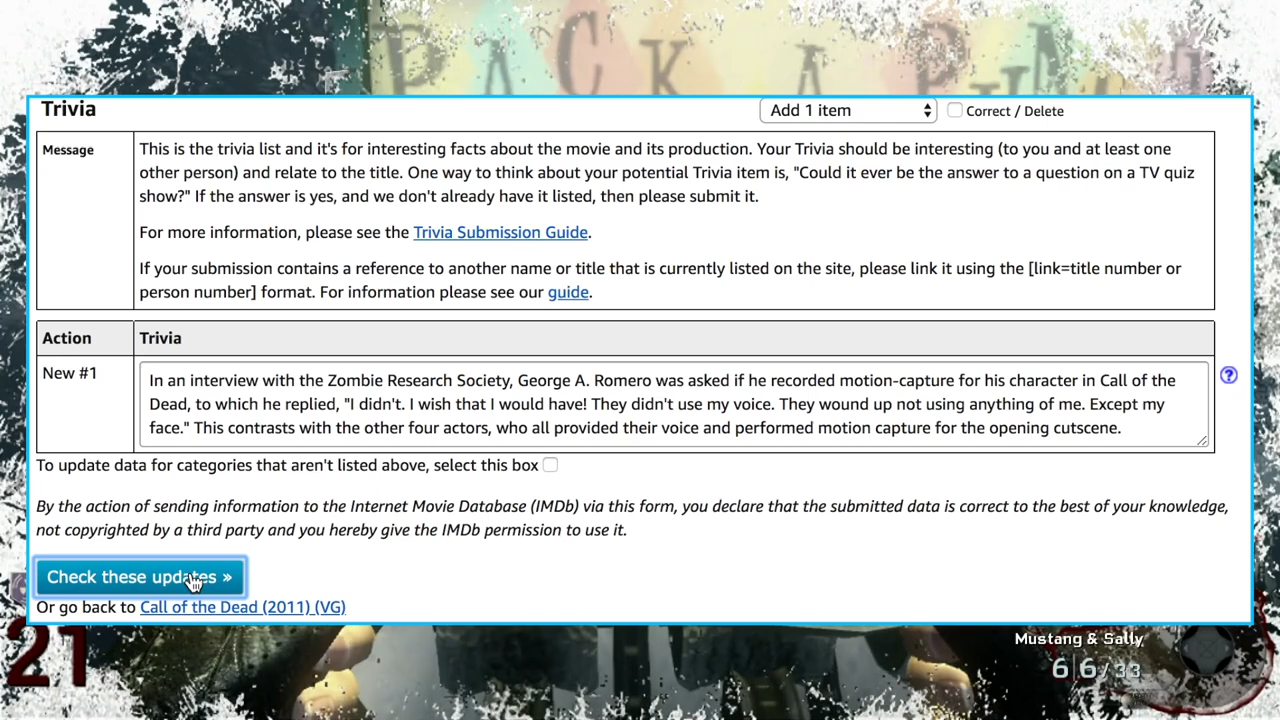 PACK A PUNCH
Trivia
Add 1 item
Correct / Delete
Message
This is the trivia list and it's for interesting facts about the movie and its production. Your Trivia should be interesting (to you and at least one
other person) and relate to the title. One way to think about your potential Trivia item is, "Could it ever be the answer to a question on a TV quiz
show?" If the answer is yes, and we don't already have it listed, then please submit it.
For more information, please see the Trivia Submission Guide.
If your submission contains a reference to another name or title that is currently listed on the site, please link it using the [link=title number or
person number] format. For information please see our guide.
Action
Trivia
New #1
In an interview with the Zombie Research Society, George A. Romero was asked if he recorded motion-capture for his character in Call of the
Dead, to which he replied, "I didn't. I wish that I would have! They didn't use my voice. They wound up not using anything of me. Except my
face." This contrasts with the other four actors, who all provided their voice and performed motion capture for the opening cutscene.
?
To update data for categories that aren't listed above, select this box
By the action of sending information to the Internet Movie Database (IMDb) via this form, you declare that the submitted data is correct to the best of your knowledge,
not copyrighted by a third party and you hereby give the IMDb permission to use it.
Check these updates »
Or go back to Call of the Dead (2011) (VG)
21
Mustang & Sally
6|6/33